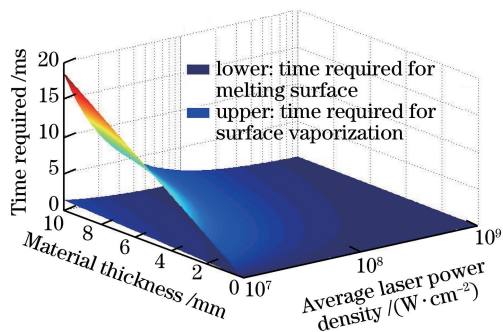 20
15
10
5
0
Time required /ms
lower: time required for
melting surface
upper: time required for
surface vaporization
10
8
6
4
2
0
Material thickness /mm
10⁷
10⁸
10⁹
Average laser power
density /(W·cm⁻²)